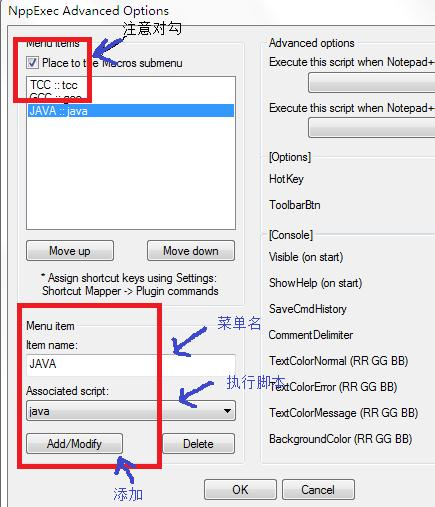 NppExec Advanced Options
注意对勾
Menu items
Place to the Macros submenu
TCC :: tcc
GCC :: gcc
JAVA :: java
Move up
Move down
* Assign shortcut keys using Settings:
Shortcut Mapper -> Plugin commands
Menu item
Item name:
菜单名
JAVA
Associated script:
执行脚本
java
Add/Modify
Delete
添加
Advanced options
Execute this script when Notepad+
Execute this script when Notepad+
[Options]
HotKey
ToolbarBtn
[Console]
Visible (on start)
ShowHelp (on start)
SaveCmdHistory
CommentDelimiter
TextColorNormal (RR GG BB)
TextColorError (RR GG BB)
TextColorMessage (RR GG BB)
BackgroundColor (RR GG BB)
OK
Cancel